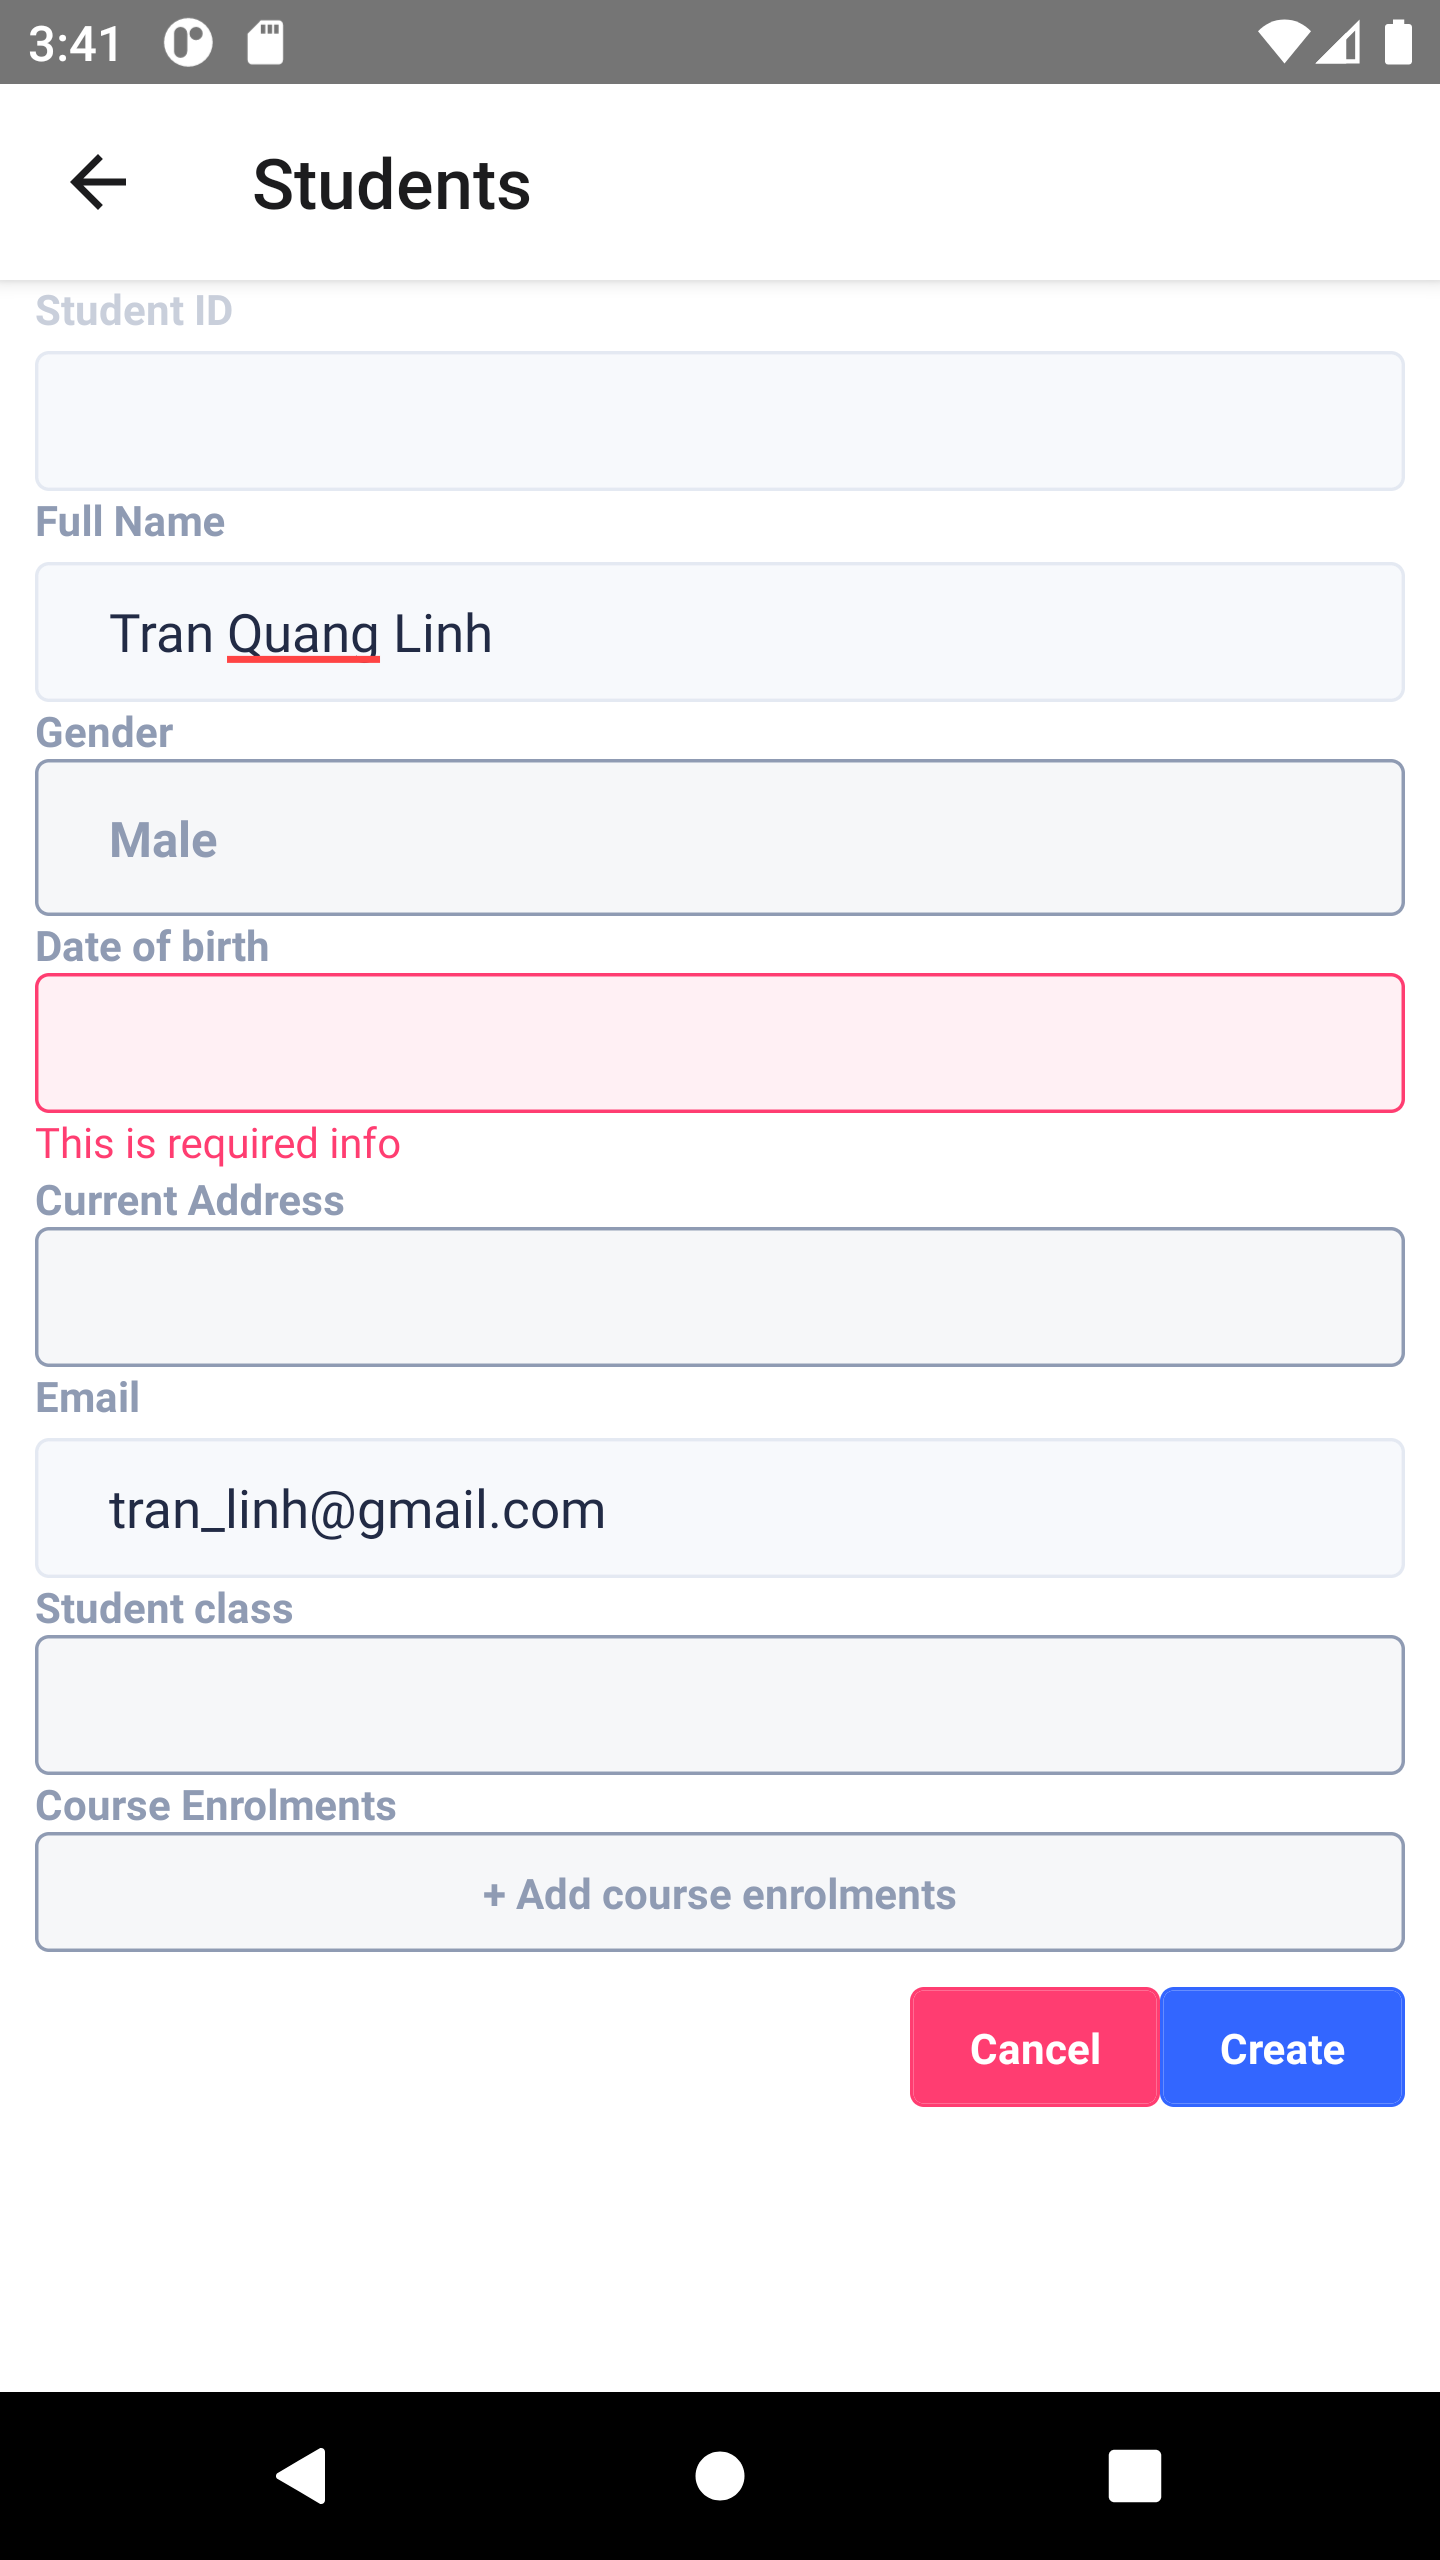 3:41
Students
Student ID
Full Name
Tran Quang Linh
Gender
Male
Date of birth
This is required info
Current Address
Email
tran_linh@gmail.com
Student class
Course Enrolments
+ Add course enrolments
Cancel Create